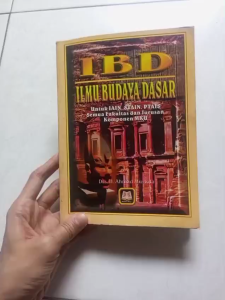 IBD
ILMU BUDAYA DASAR
Untuk IAIN, STAIN, PTAIS
Semua Fakultas dan Jurusan
Komponen MKU